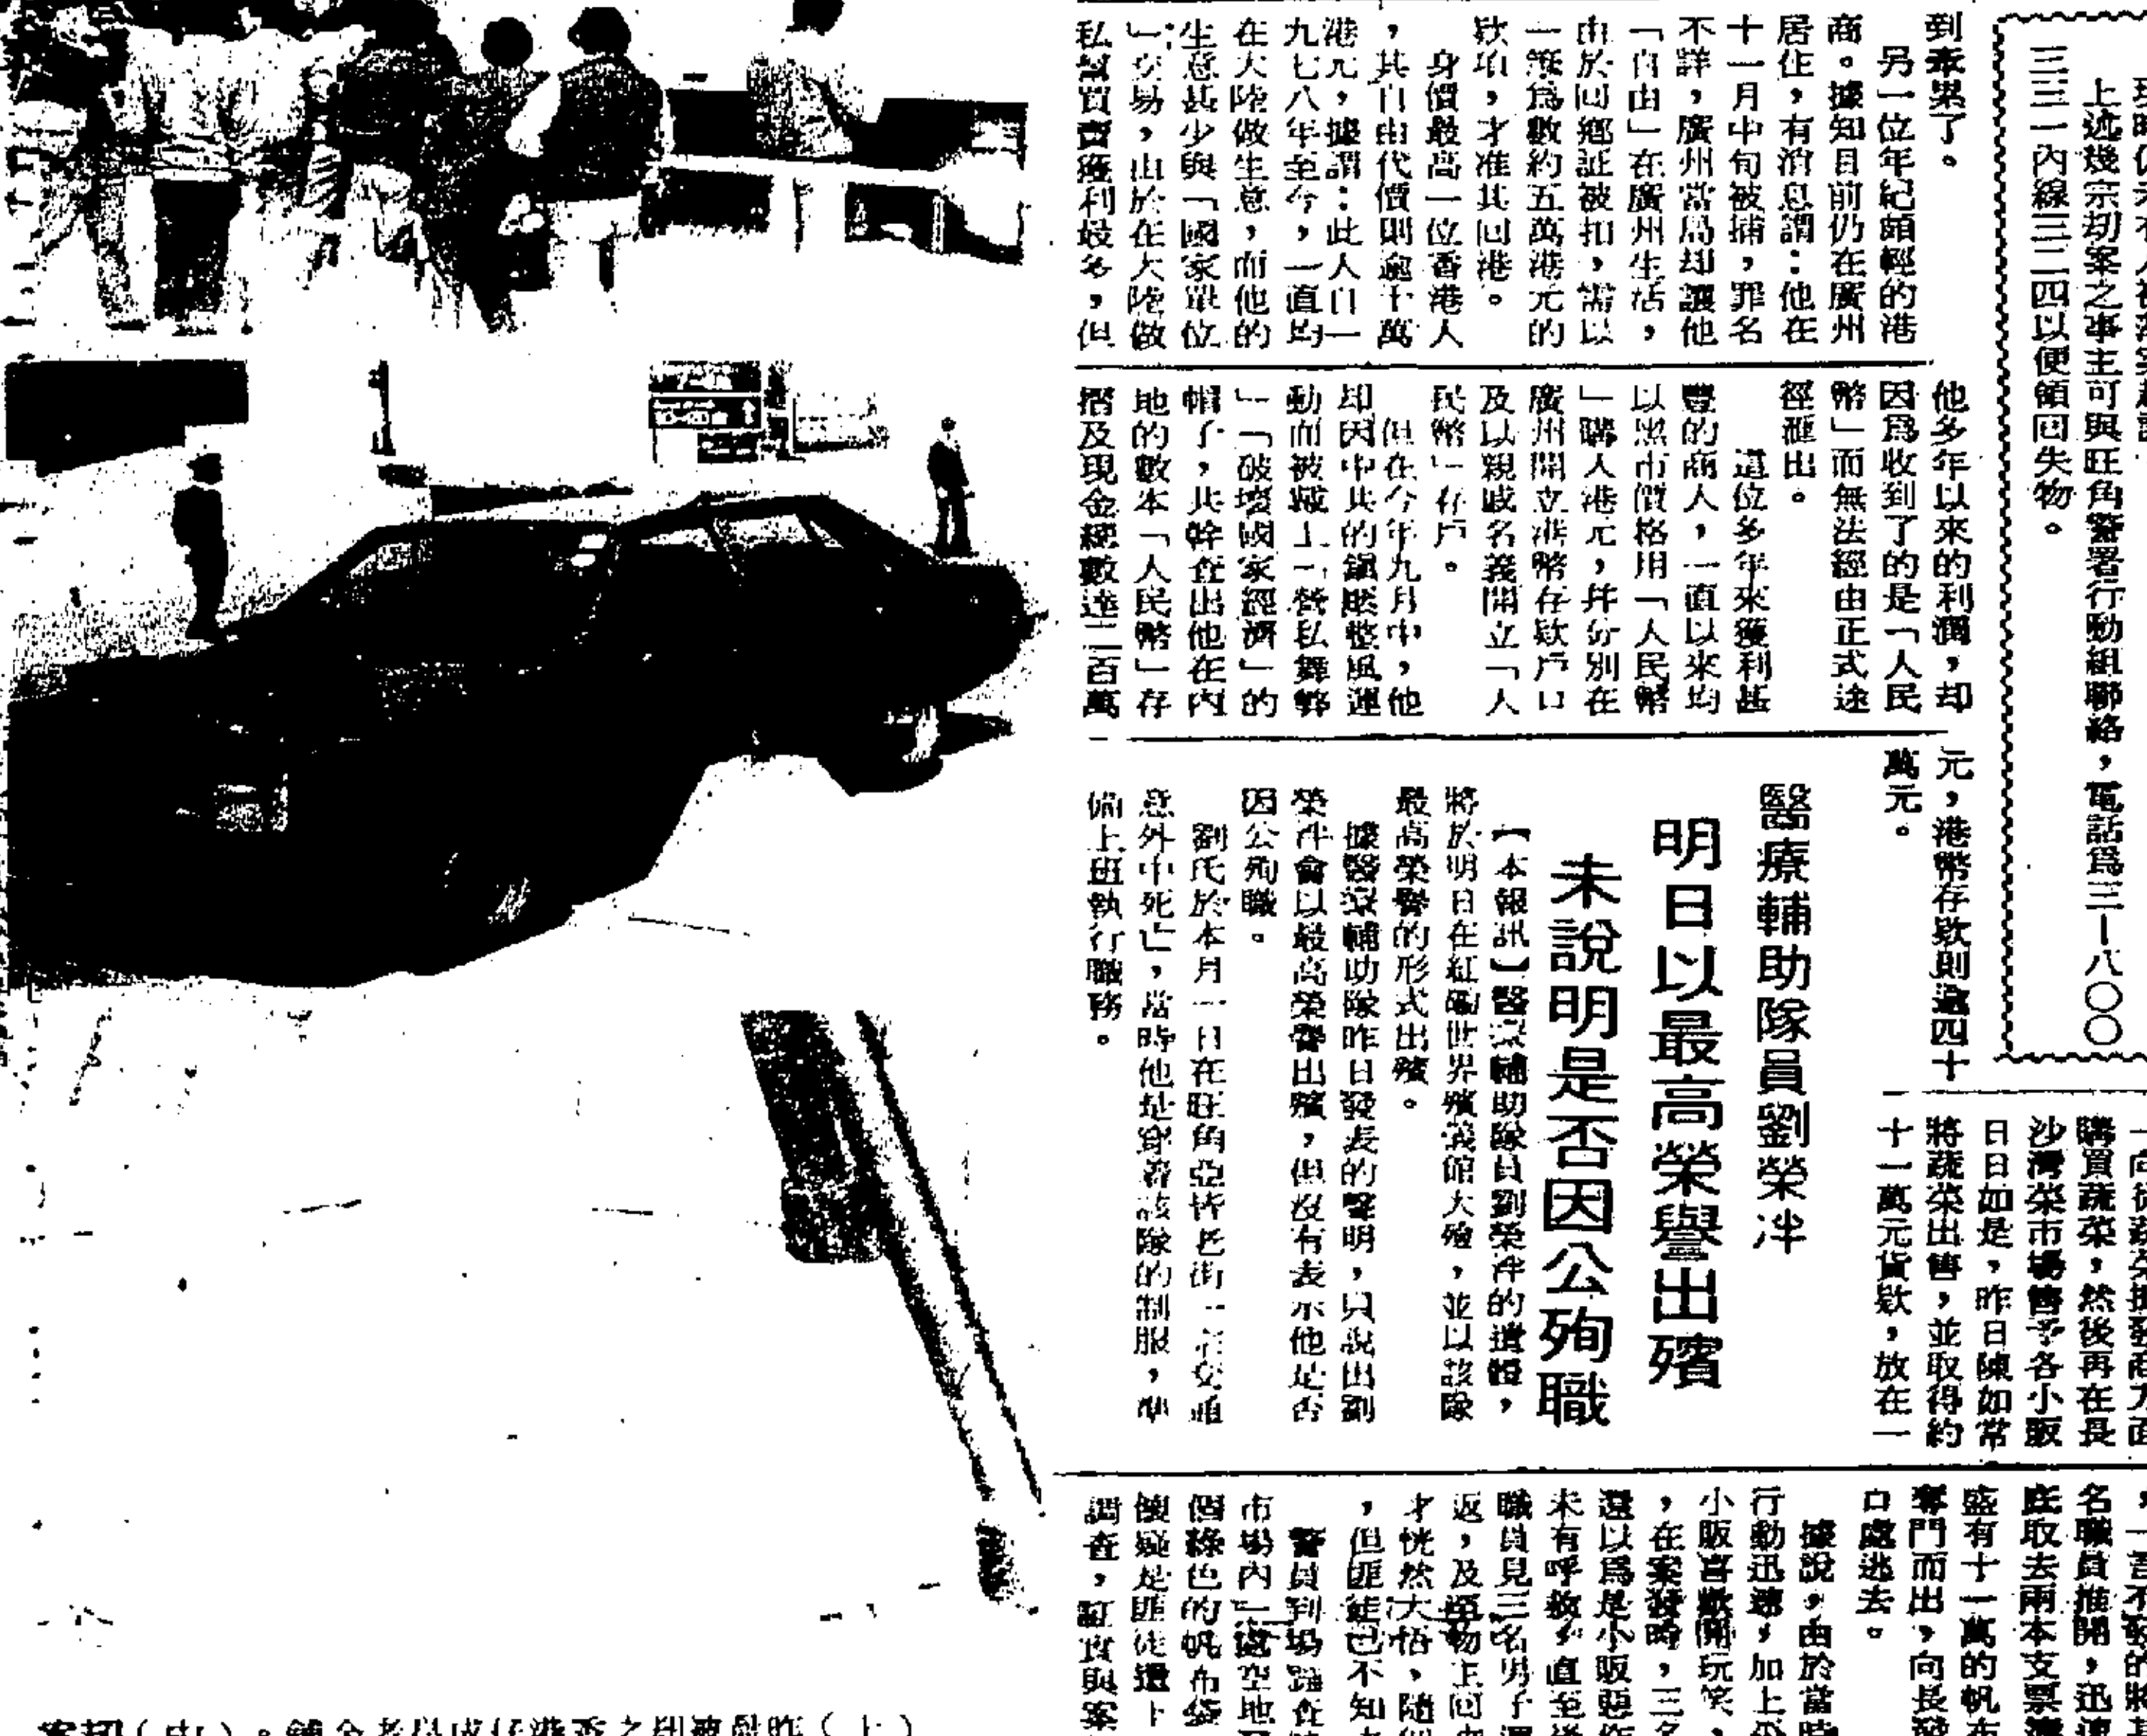 上述幾宗刧案之事主可與旺角警署行動組聯絡，電話爲三—八〇〇
三三一內線三二四以便領回失物。
到案罷了。
另一位年紀頗輕的港
商。據知目前仍在廣州
居住，有消息謂：他在
十一月中旬被捕，罪名
不詳，廣州當局却讓他
「自由」在廣州生活，
由於回鄉証被扣，需以
一筆爲數約五萬港元的
欵項，才准其回港。
身價最高一位香港人
，其自由代價則逾十萬
港元，據謂：此人自一
九七八年至今，一直均
在大陸做生意，而他的
生意甚少與「國家單位
」交易，由於在大陸做
私營買賣獲利最多，但
他多年以來的利潤，却
因爲收到了的是「人民
幣」而無法經由正式途
徑滙出。
這位多年來獲利甚
豐的商人，一直以來均
以黑市價格用「人民幣
」購入港元，并分別在
廣州開立港幣存欵戶口
及以親戚名義開立「人
民幣」存戶。
但在今年九月中，他
却因中共的鎭壓整風運
動而被冠上「營私舞弊
」「破壞國家經濟」的
帽子，共幹查出他在內
地的數本「人民幣」存
摺及現金總數達二百萬
元，港幣存欵則逾四十
萬元。
醫療輔助隊員劉榮泮
明日以最高榮譽出殯
未說明是否因公殉職
【本報訊】醫療輔助隊員劉榮泮的遺體，
將於明日在紅磡世界殯儀館大殮，並以該隊
最高榮譽的形式出殯。
據醫療輔助隊昨日發表的聲明，只說出劉
榮泮會以最高榮譽出殯，但沒有表示他是否
因公殉職。
劉氏於本月一日在旺角亞皆老街一宗交通
意外中死亡，當時他是穿着該隊的制服，準
備上班執行職務。
購買蔬菜，然後再在長
沙灣菜市場售予各小販
日日如是，昨日陳如常
將蔬菜出售，並取得約
十一萬元貨欵，放在一
名職員推開，迅
庄取去兩本支票
盛有十一萬的帆布
奪門而出，向長
口處逃去。
據說，由於當時
行動迅速，加上
小販喜歡開玩笑，
，在案發時，三名
還以爲是小販惡作
未有呼救，直至
職員見三名男子
返，及
才恍然大悟，隨
，但匪徒已不知
警員到場調查
市場內一處空地
個綠色的帆布袋
懷疑是匪徒遺下
調查，証實與案